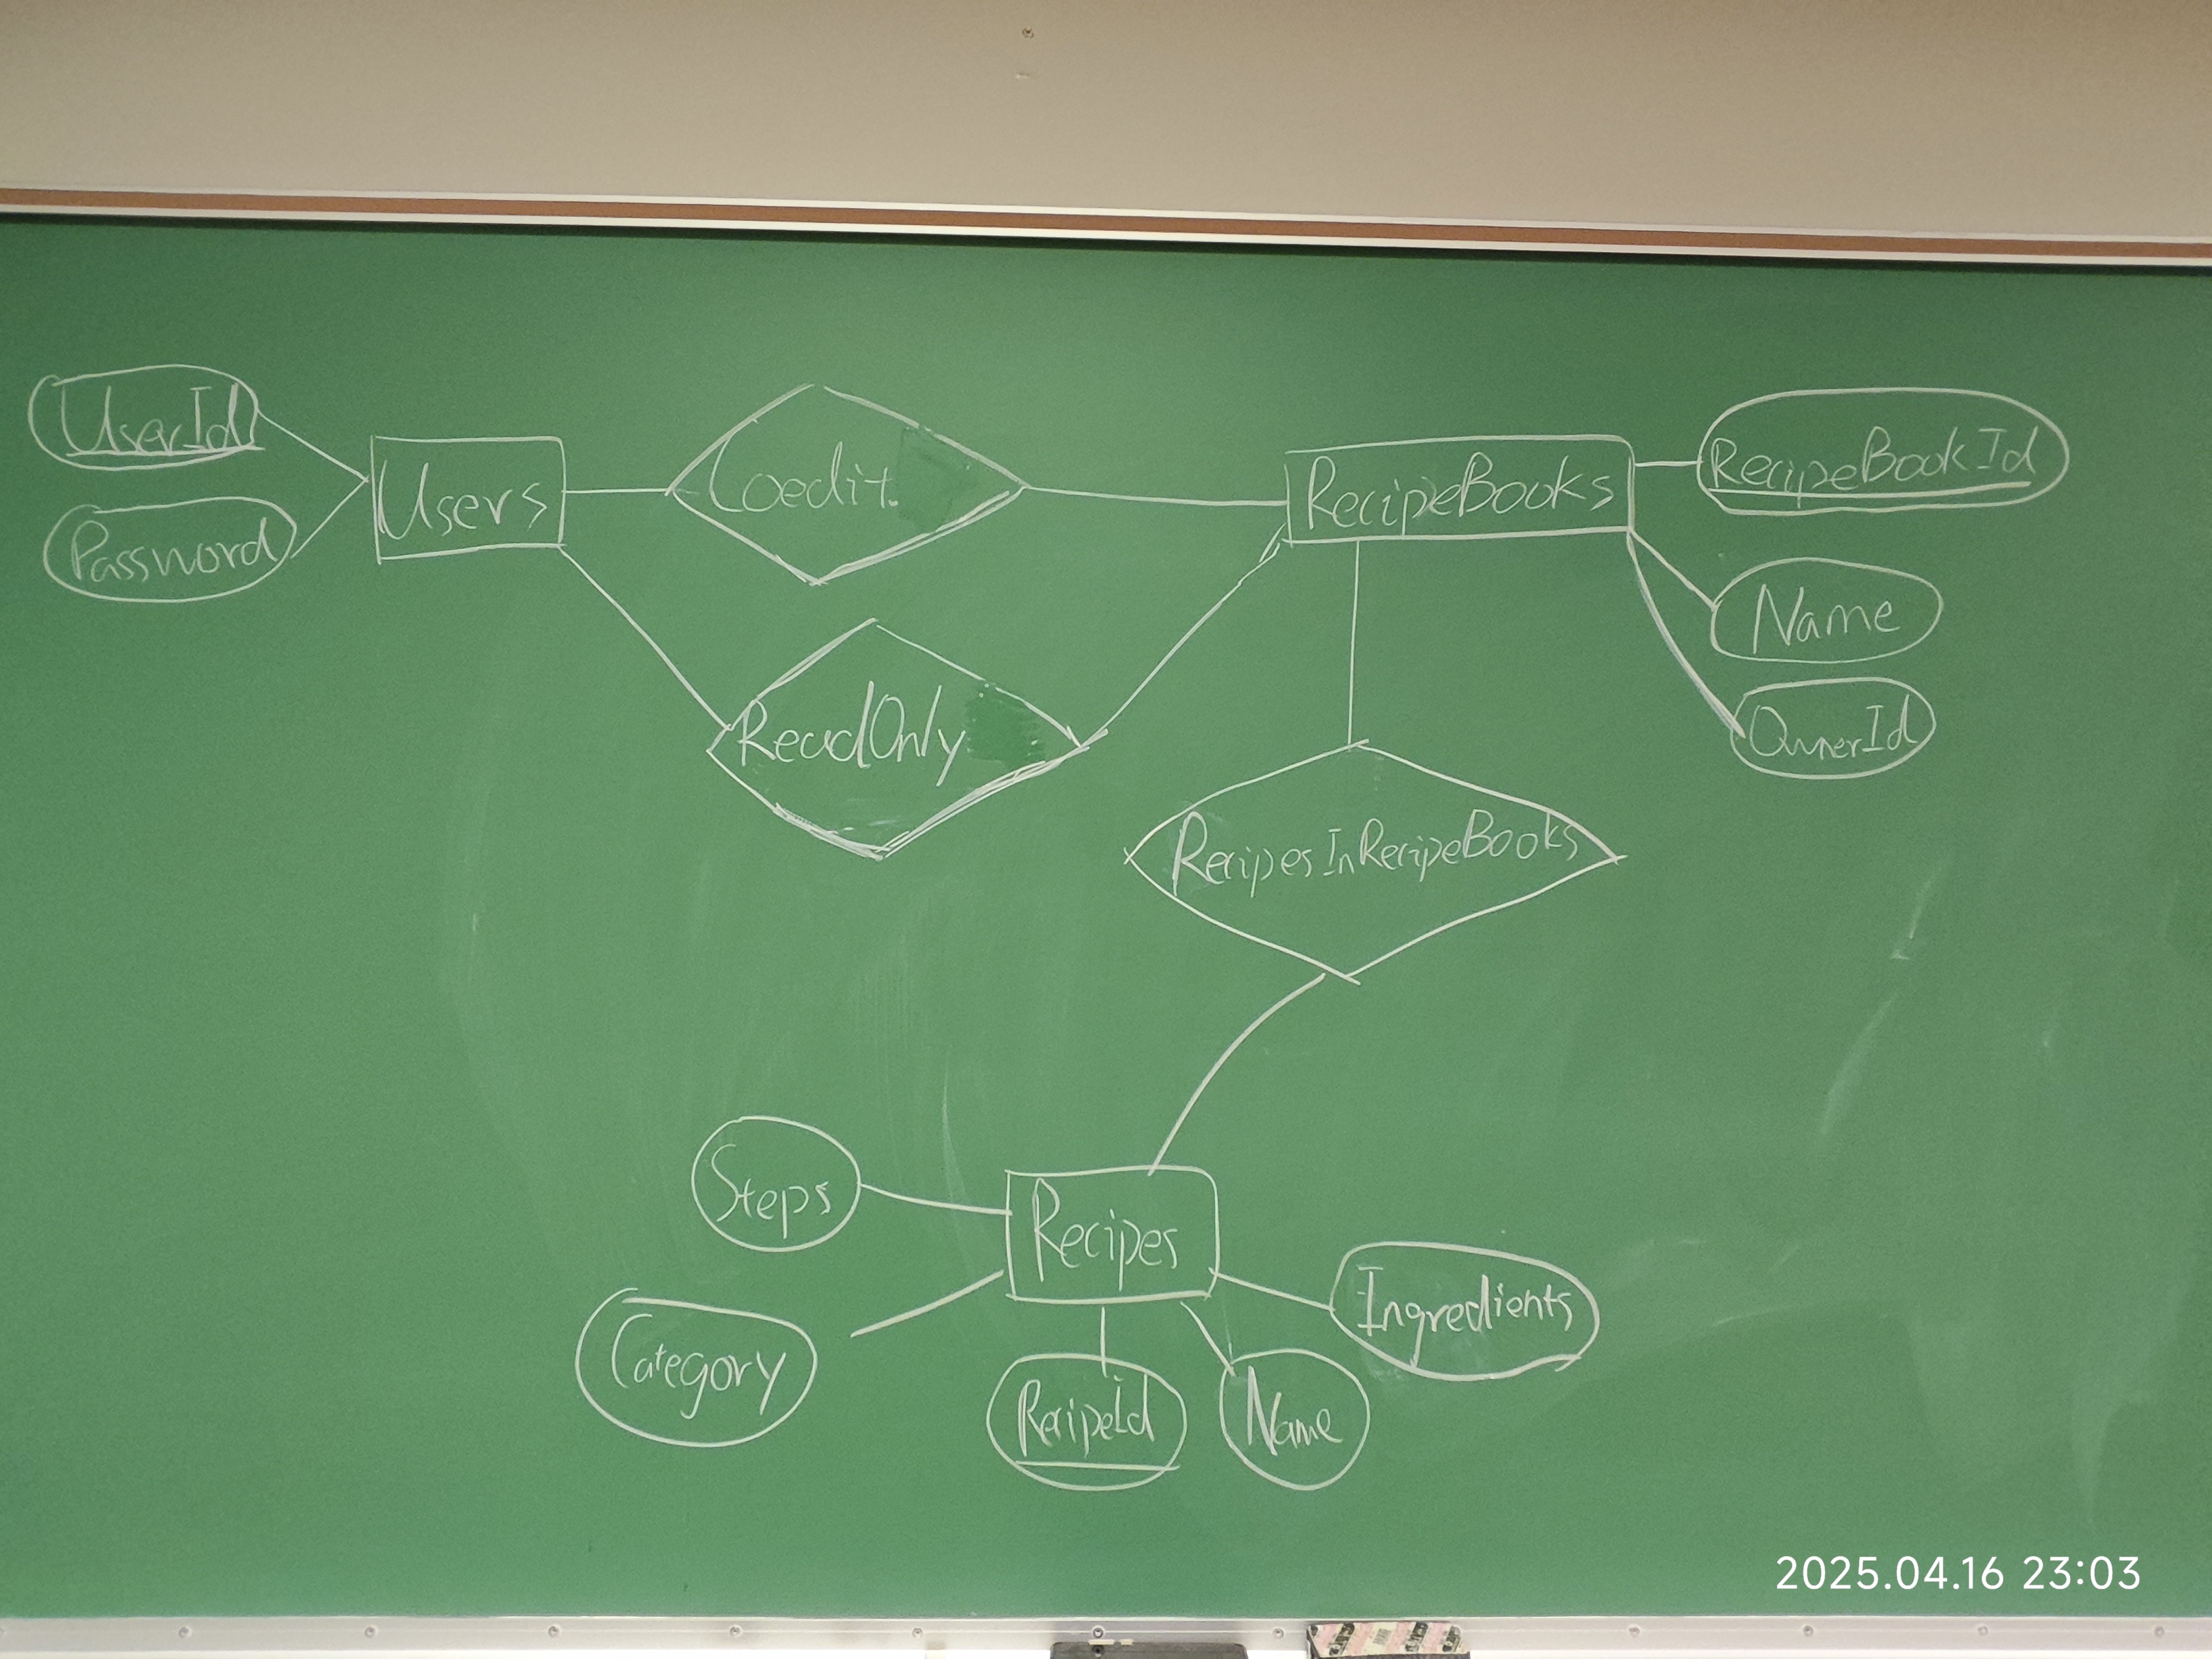 UserId
Password
Users
Coedit
ReadOnly
RecipeBooks
RecipeBookId
Name
OwnerId
RecipesInRecipeBooks
Steps
Recipes
Category
RecipeId
Name
Ingredients
2025.04.16 23:03